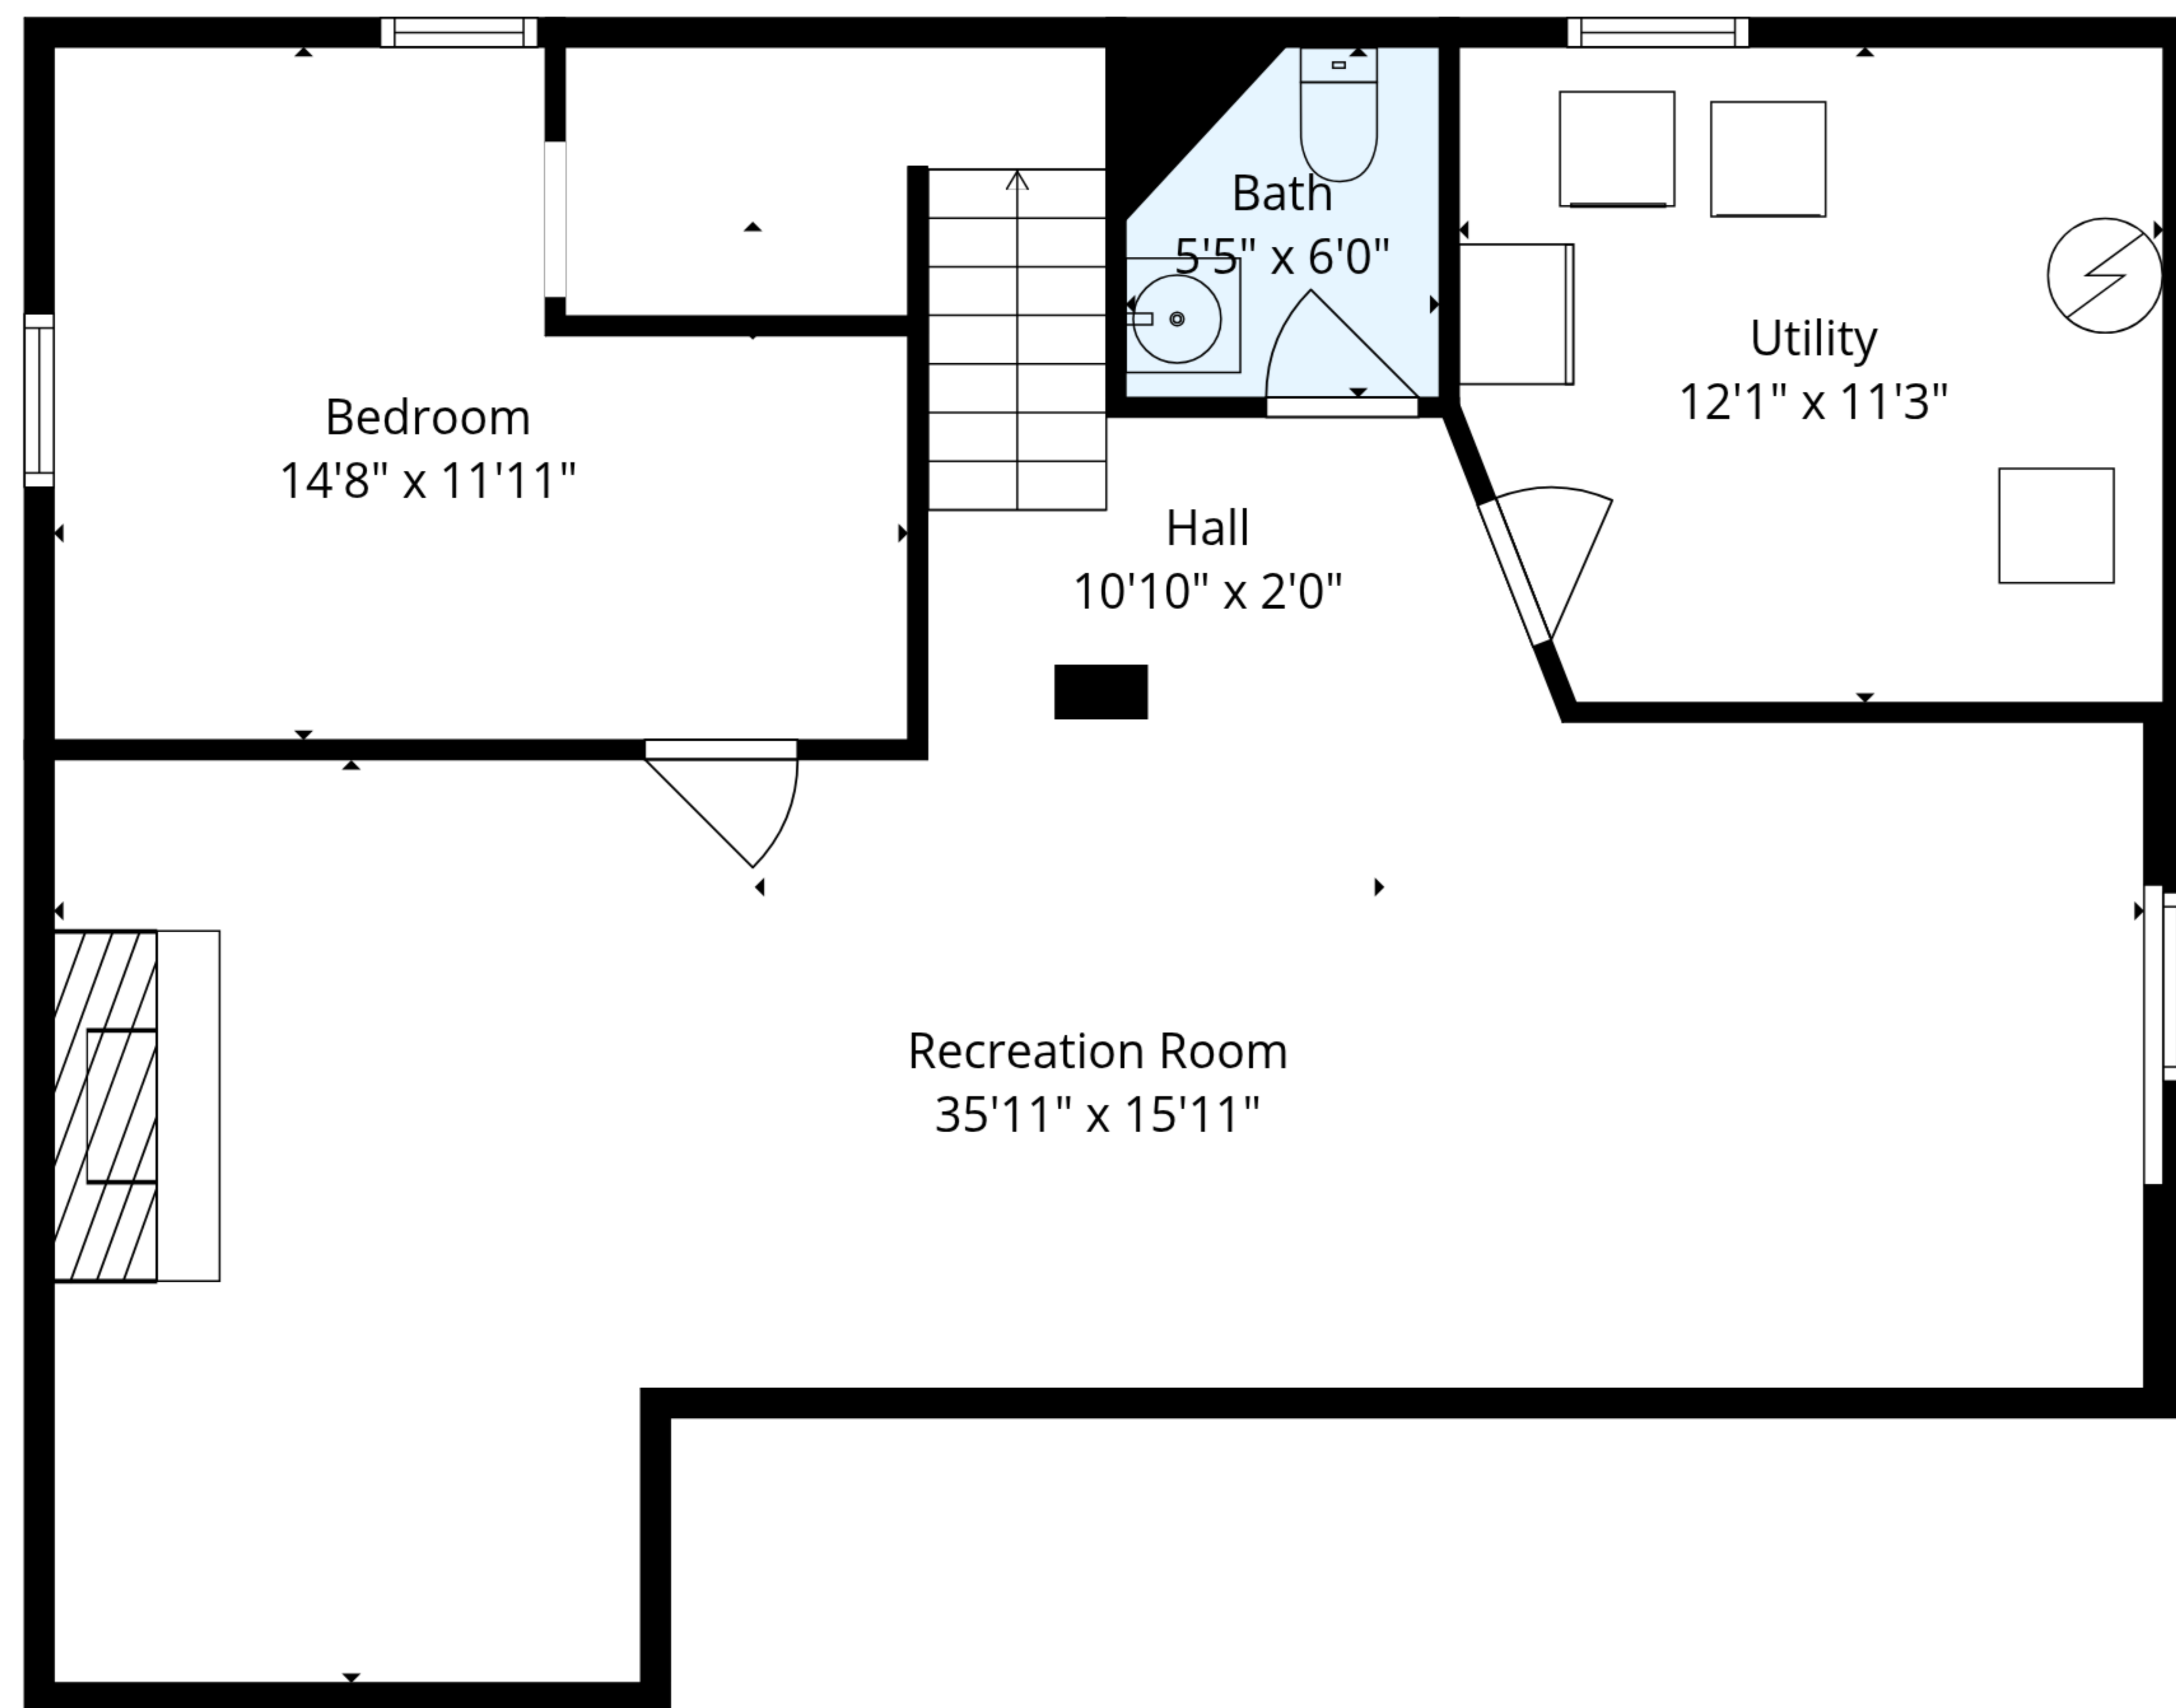 Bath
5'5" x 6'0"
Utility
12'1" x 11'3"
Bedroom
14'8" x 11'11"
Hall
10'10" x 2'0"
Recreation Room
35'11" x 15'11"